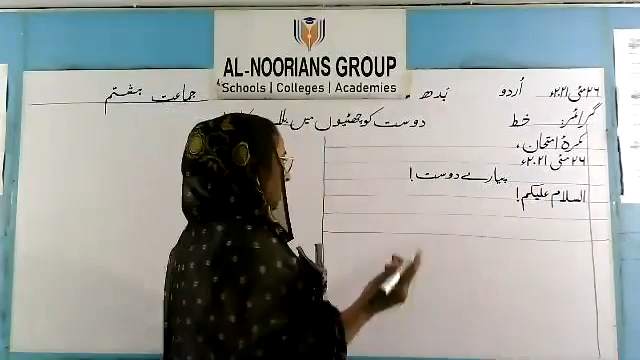 AL-NOORIANS GROUP
Schools | Colleges | Academies
۲۶ مئی ۲۰۲۱ء اُردو بدھ جماعت ہشتم
گرائمر: خط دوست کو چھٹیوں میں
کمرۂ امتحان،
۲۶ مئی ۲۰۲۱ء
پیارے دوست!
السلام علیکم!